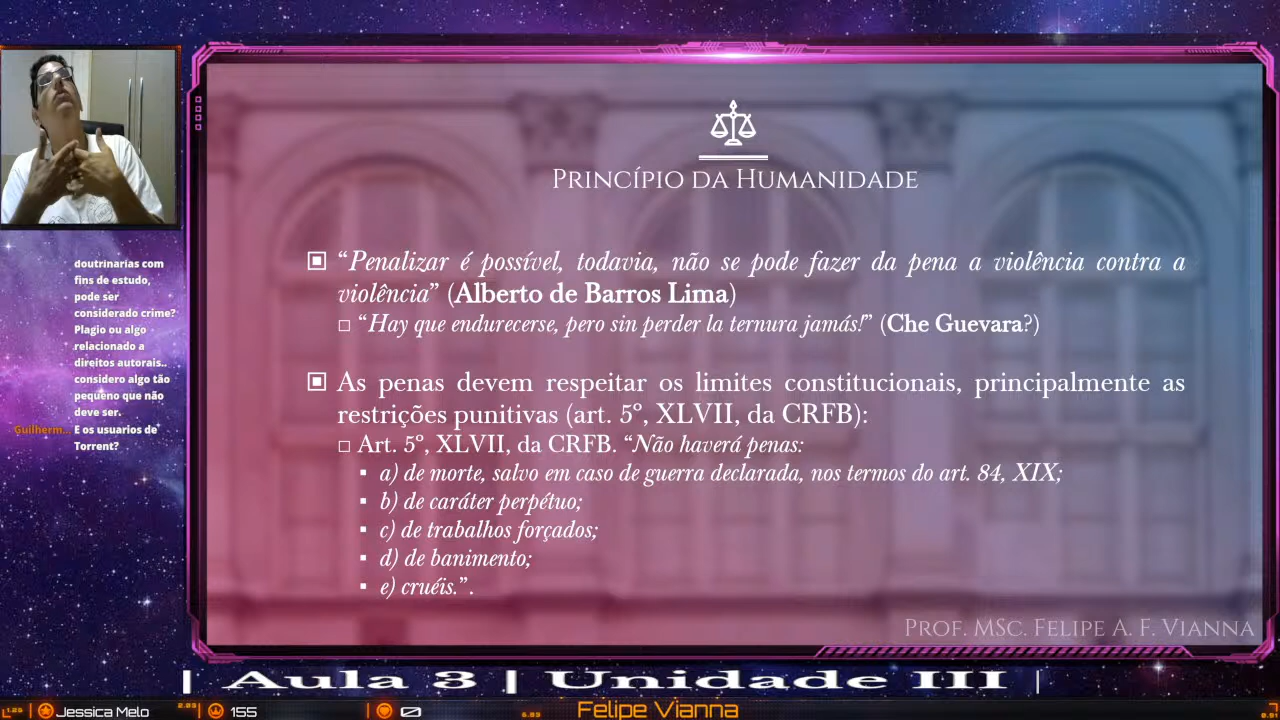 Princípio da Humanidade
“Penalizar é possível, todavia, não se pode fazer da pena a violência contra a
violência” (Alberto de Barros Lima)
“Hay que endurecerse, pero sin perder la ternura jamás!” (Che Guevara?)
As penas devem respeitar os limites constitucionais, principalmente as
restrições punitivas (art. 5º, XLVII, da CRFB):
Art. 5º, XLVII, da CRFB. “Não haverá penas:
a) de morte, salvo em caso de guerra declarada, nos termos do art. 84, XIX;
b) de caráter perpétuo;
c) de trabalhos forçados;
d) de banimento;
e) cruéis.”.
Prof. MSc. Felipe A. F. Vianna
doutrinarias com
fins de estudo,
pode ser
considerado crime?
Plagio ou algo
relacionado a
direitos autorais..
considero algo tão
pequeno que não
deve ser.
Guilherm... E os usuarios de
Torrent?
| Aula 3 | Unidade III |
Jessica Melo 155 0 Felipe Vianna